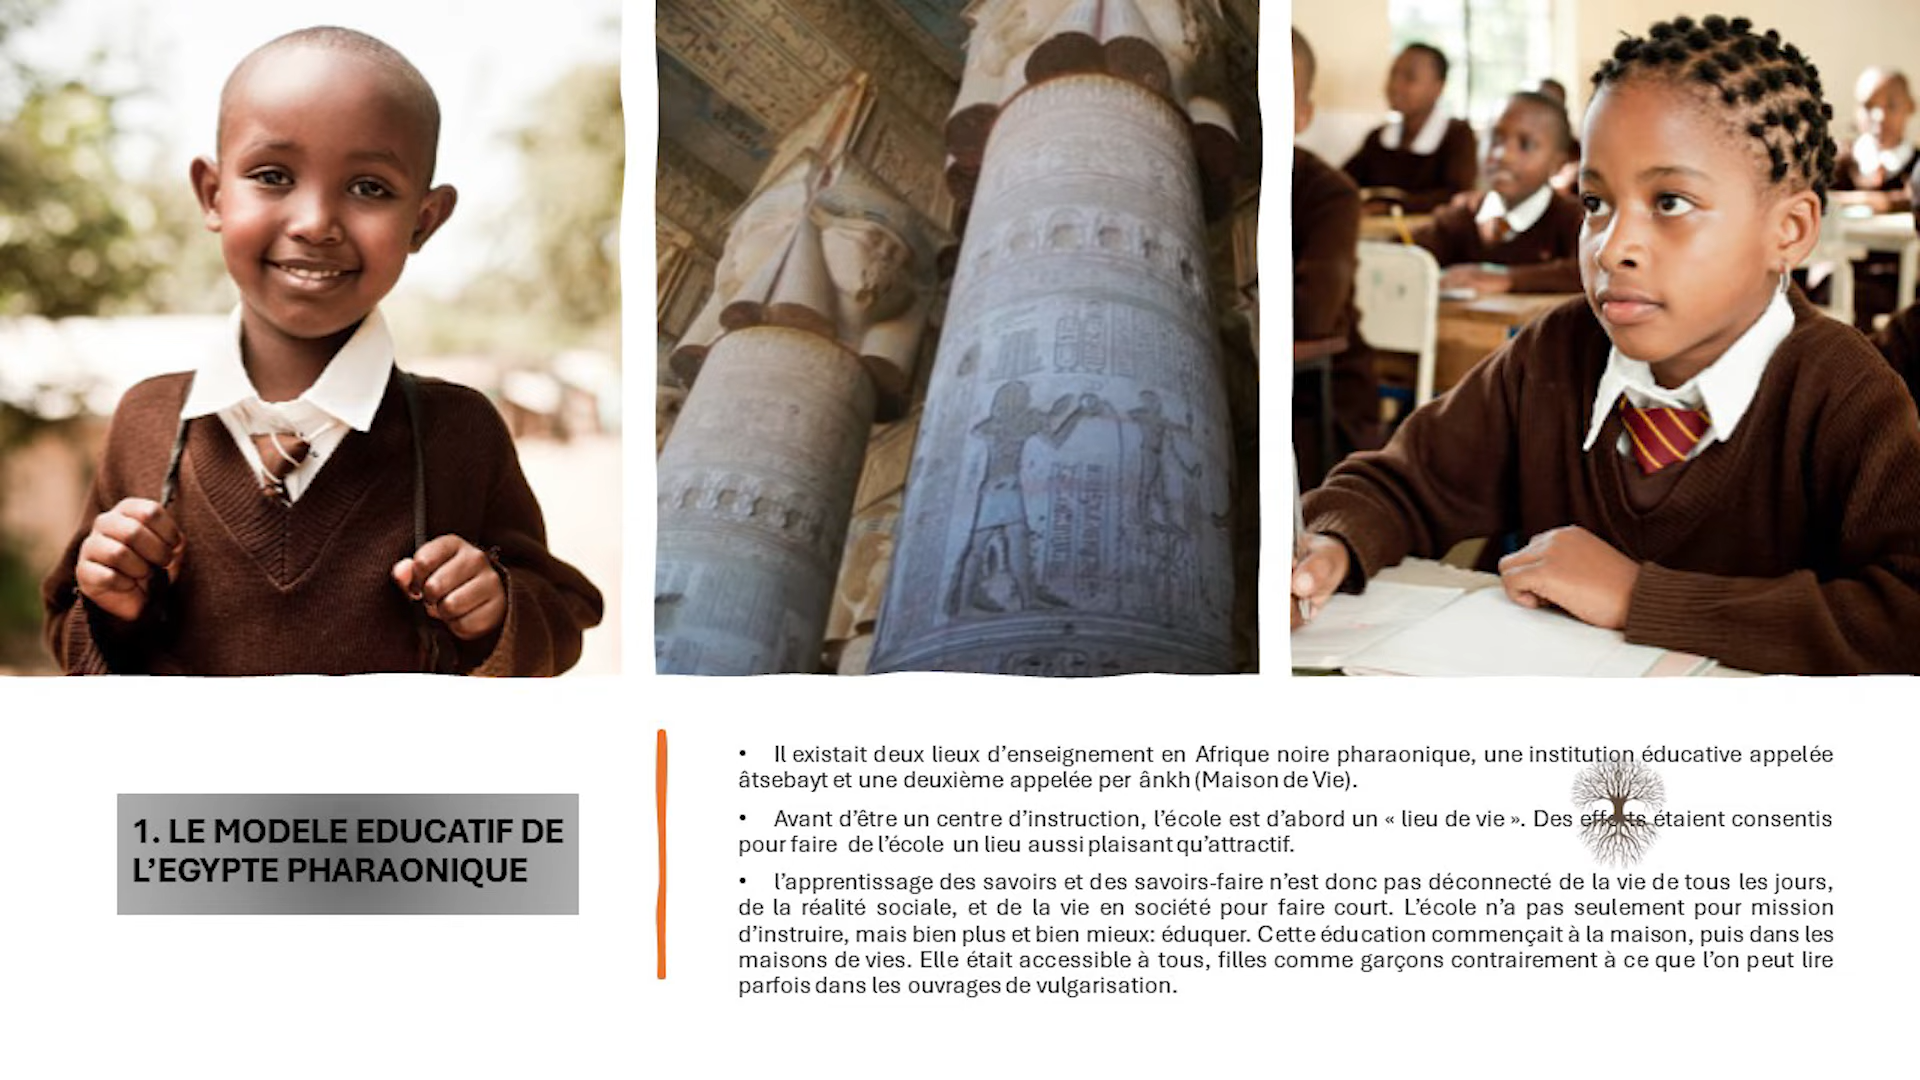 1. LE MODELE EDUCATIF DE
L’EGYPTE PHARAONIQUE
• Il existait deux lieux d’enseignement en Afrique noire pharaonique, une institution éducative appelée
âtsebayt et une deuxième appelée per ânkh (Maison de Vie).
• Avant d’être un centre d’instruction, l’école est d’abord un « lieu de vie ». Des efforts étaient consentis
pour faire de l’école un lieu aussi plaisant qu’attractif.
• l’apprentissage des savoirs et des savoirs-faire n’est donc pas déconnecté de la vie de tous les jours,
de la réalité sociale, et de la vie en société pour faire court. L’école n’a pas seulement pour mission
d’instruire, mais bien plus et bien mieux: éduquer. Cette éducation commençait à la maison, puis dans les
maisons de vies. Elle était accessible à tous, filles comme garçons contrairement à ce que l’on peut lire
parfois dans les ouvrages de vulgarisation.